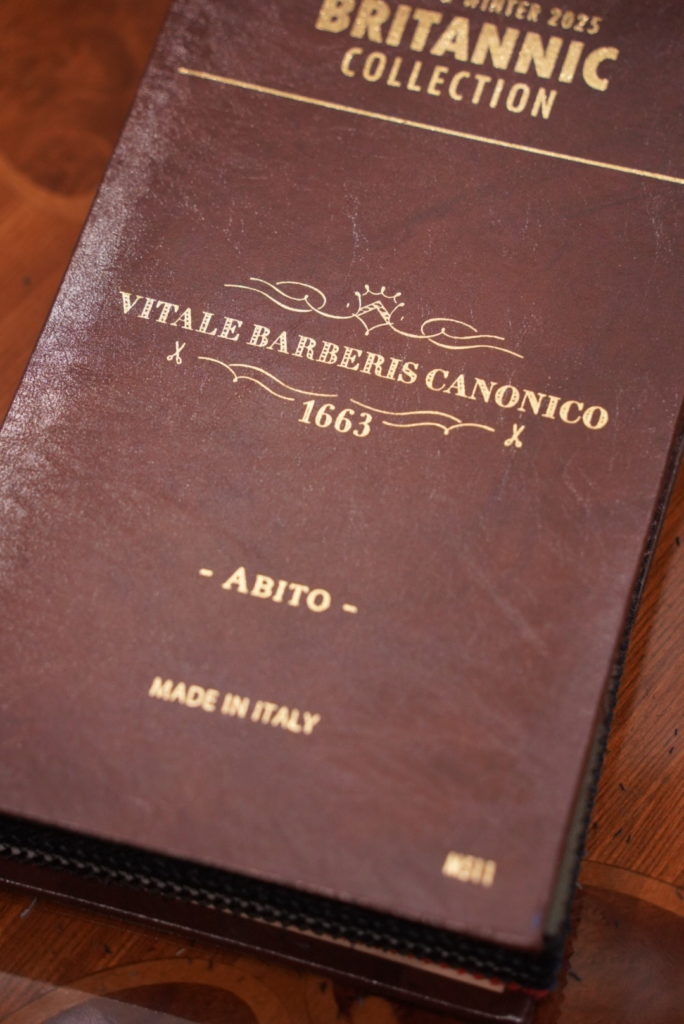 WINTER 2025
BRITANNIC
COLLECTION
VITALE BARBERIS CANONICO
1663
- ABITO -
MADE IN ITALY